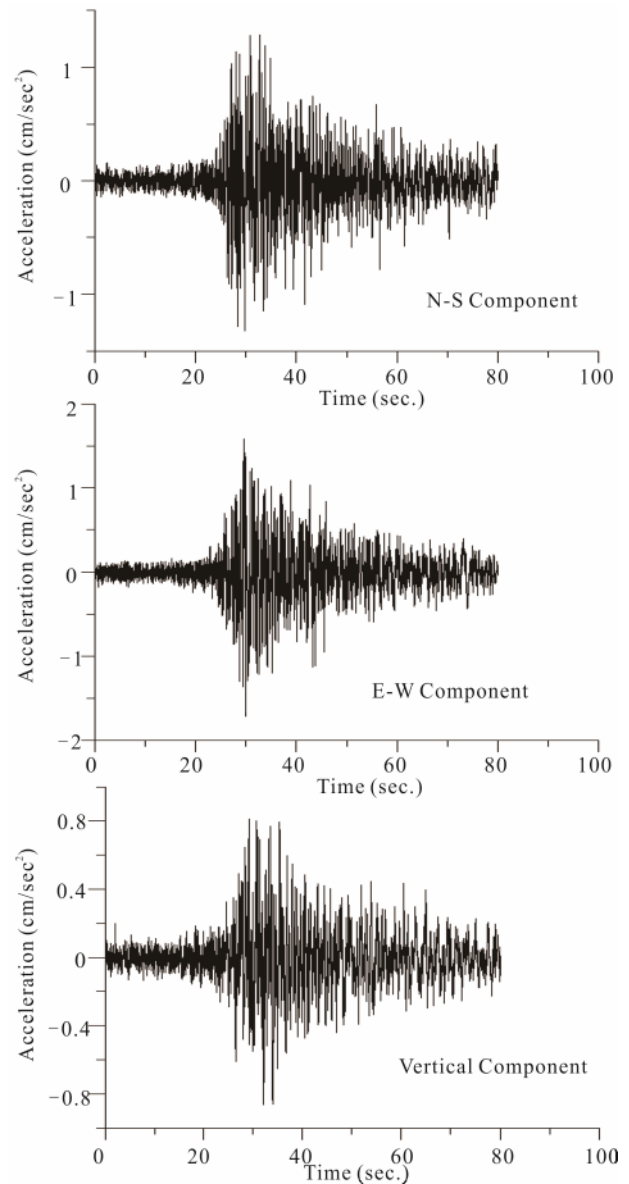 Acceleration (cm/sec²)
1
0
−1
N-S Component
0 20 40 60 80 100
Time (sec.)
Acceleration (cm/sec²)
2
1
0
−1
−2
E-W Component
0 20 40 60 80 100
Time (sec.)
Acceleration (cm/sec²)
0.8
0.4
0
−0.4
−0.8
Vertical Component
0 20 40 60 80 100
Time (sec.)